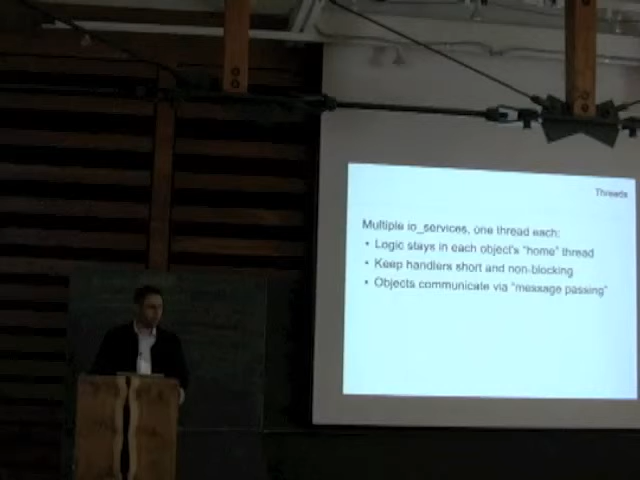 Threads
Multiple io_services, one thread each:
• Logic stays in each object's "home" thread
• Keep handlers short and non-blocking
• Objects communicate via "message passing"